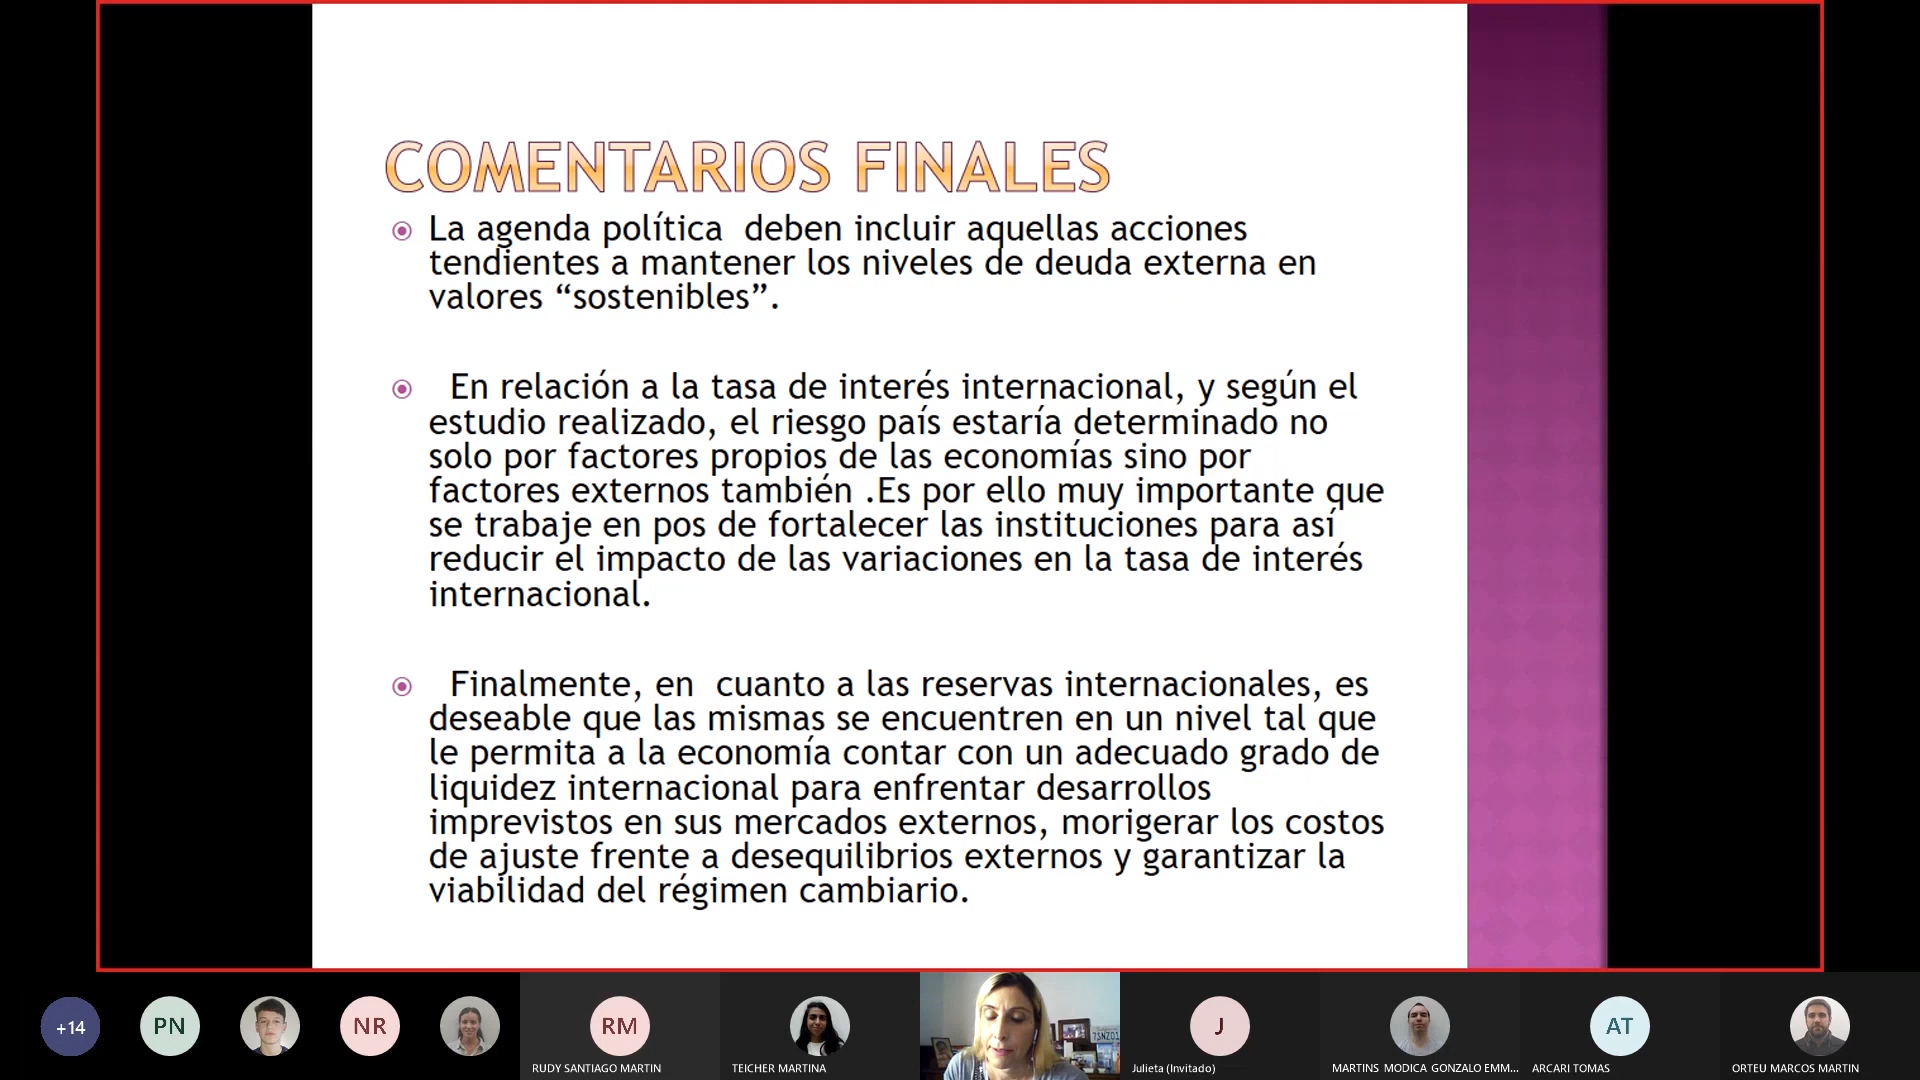 COMENTARIOS FINALES
La agenda política  deben incluir aquellas acciones
tendientes a mantener los niveles de deuda externa en
valores “sostenibles”.
En relación a la tasa de interés internacional, y según el
estudio realizado, el riesgo país estaría determinado no
solo por factores propios de las economías sino por
factores externos también .Es por ello muy importante que
se trabaje en pos de fortalecer las instituciones para así
reducir el impacto de las variaciones en la tasa de interés
internacional.
Finalmente, en  cuanto a las reservas internacionales, es
deseable que las mismas se encuentren en un nivel tal que
le permita a la economía contar con un adecuado grado de
liquidez internacional para enfrentar desarrollos
imprevistos en sus mercados externos, morigerar los costos
de ajuste frente a desequilibrios externos y garantizar la
viabilidad del régimen cambiario.
+14
PN
NR
RM
J
AT
RUDY SANTIAGO MARTIN
TEICHER MARTINA
Julieta (Invitado)
MARTINS MODICA GONZALO EMM...
ARCARI TOMAS
ORTEU MARCOS MARTIN